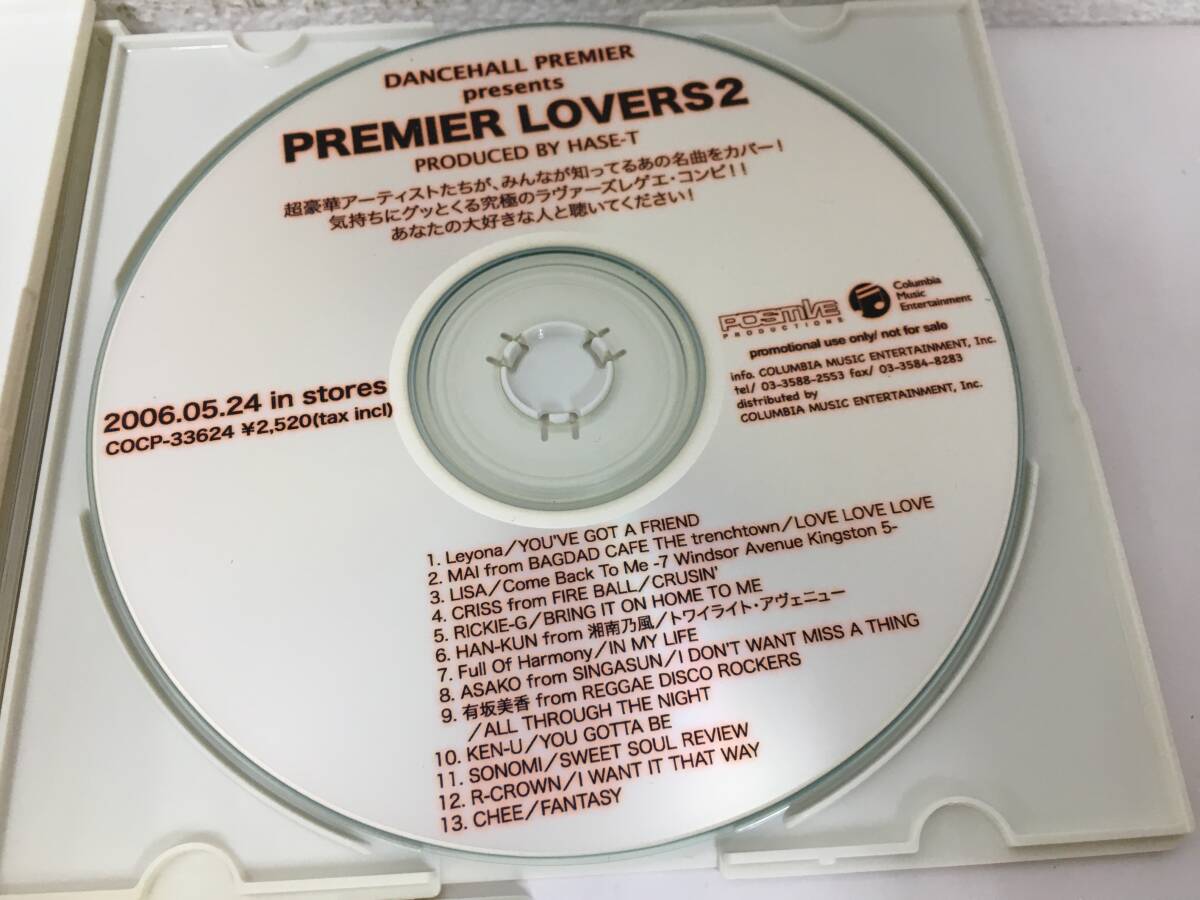 DANCEHALL PREMIER
presents
PREMIER LOVERS2
PRODUCED BY HASE-T
超豪華アーティストたちが、みんなが知ってるあの名曲をカバー!
気持ちにグッとくる究極のラヴァーズレゲエ・コンピ!!
あなたの大好きな人と聴いてください!
POSITIVE
PRODUCTIONS
Columbia
Music
Entertainment
promotional use only/ not for sale
info. COLUMBIA MUSIC ENTERTAINMENT, Inc.
tel/ 03-3588-2553 fax/ 03-3584-8283
distributed by
COLUMBIA MUSIC ENTERTAINMENT, Inc.
2006.05.24 in stores
COCP-33624 ¥2,520(tax incl)
1. Leyona/YOU'VE GOT A FRIEND
2. MAI from BAGDAD CAFE THE trenchtown/LOVE LOVE LOVE
3. LISA/Come Back To Me -7 Windsor Avenue Kingston 5-
4. CRISS from FIRE BALL/CRUSIN'
5. RICKIE-G/BRING IT ON HOME TO ME
6. HAN-KUN from 湘南乃風/トワイライト・アヴェニュー
7. Full Of Harmony/IN MY LIFE
8. ASAKO from SINGASUN/I DON'T WANT MISS A THING
9. 有坂美香 from REGGAE DISCO ROCKERS
/ALL THROUGH THE NIGHT
10. KEN-U/YOU GOTTA BE
11. SONOMI/SWEET SOUL REVIEW
12. R-CROWN/I WANT IT THAT WAY
13. CHEE/FANTASY